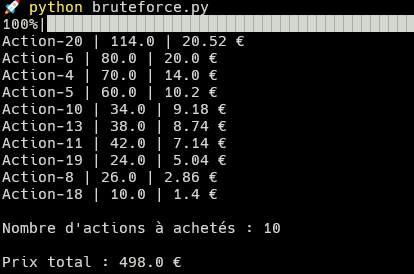 🚀 python bruteforce.py
100%|
Action-20 | 114.0 | 20.52 €
Action-6 | 80.0 | 20.0 €
Action-4 | 70.0 | 14.0 €
Action-5 | 60.0 | 10.2 €
Action-10 | 34.0 | 9.18 €
Action-13 | 38.0 | 8.74 €
Action-11 | 42.0 | 7.14 €
Action-19 | 24.0 | 5.04 €
Action-8 | 26.0 | 2.86 €
Action-18 | 10.0 | 1.4 €
Nombre d'actions à achetés : 10
Prix total : 498.0 €